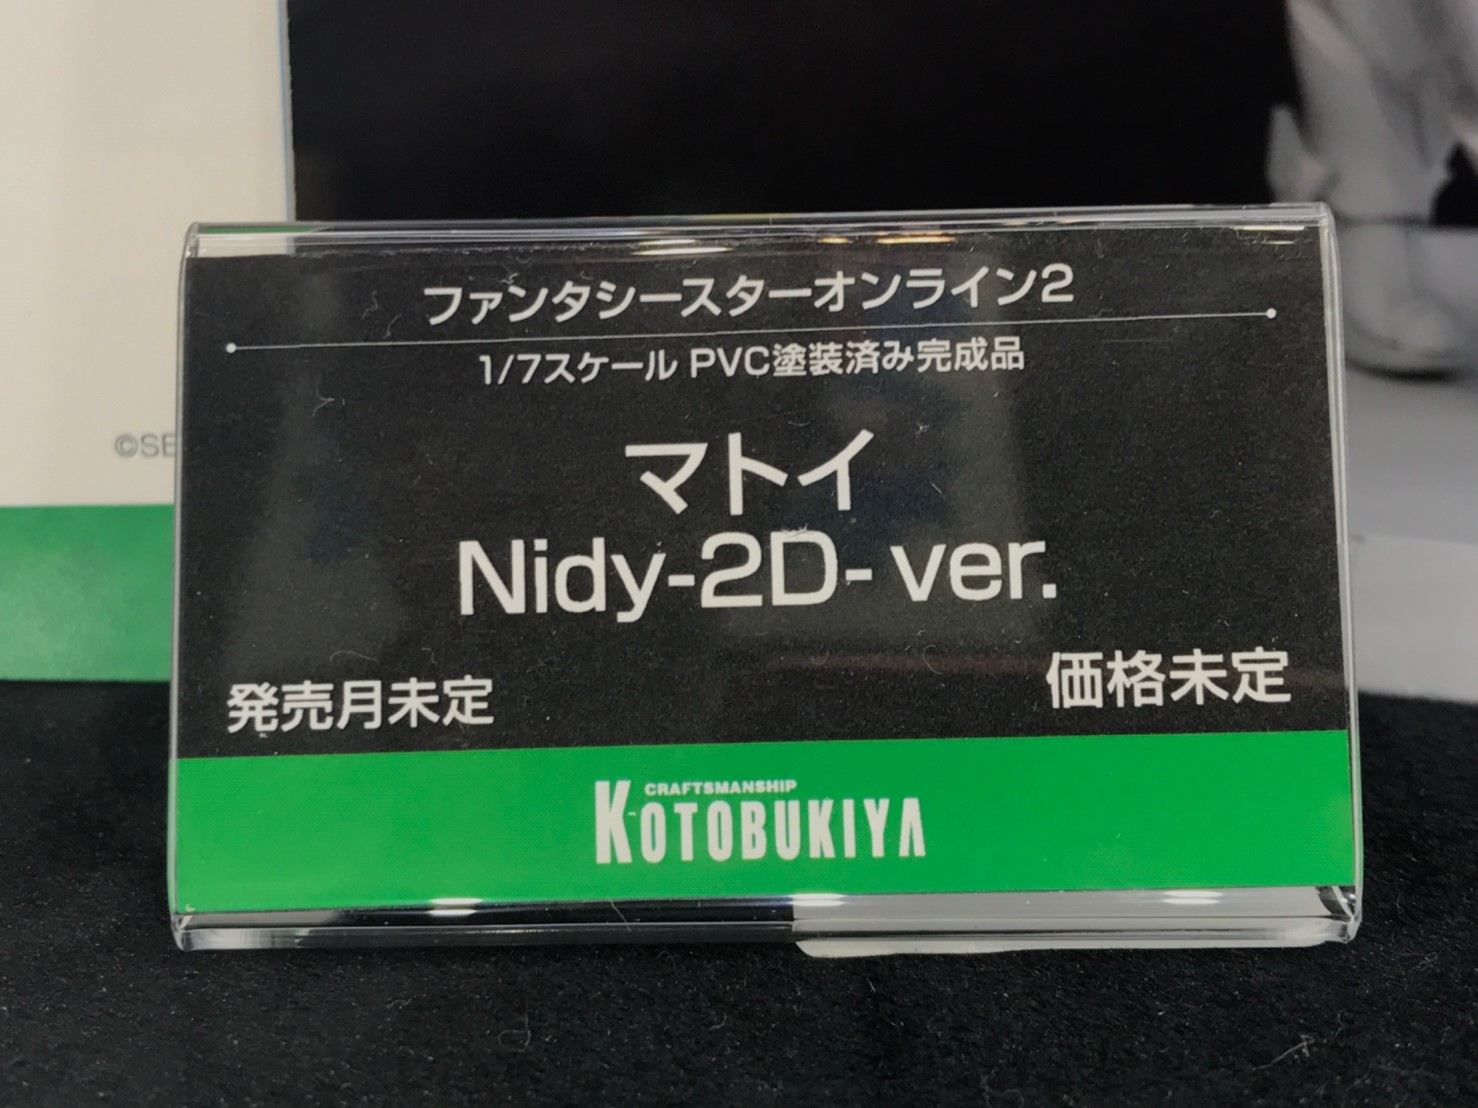 ファンタシースターオンライン2
1/7スケール PVC塗装済み完成品
マトイ
Nidy-2D- ver.
発売月未定
価格未定
CRAFTSMANSHIP
KOTOBUKIYA
©SE